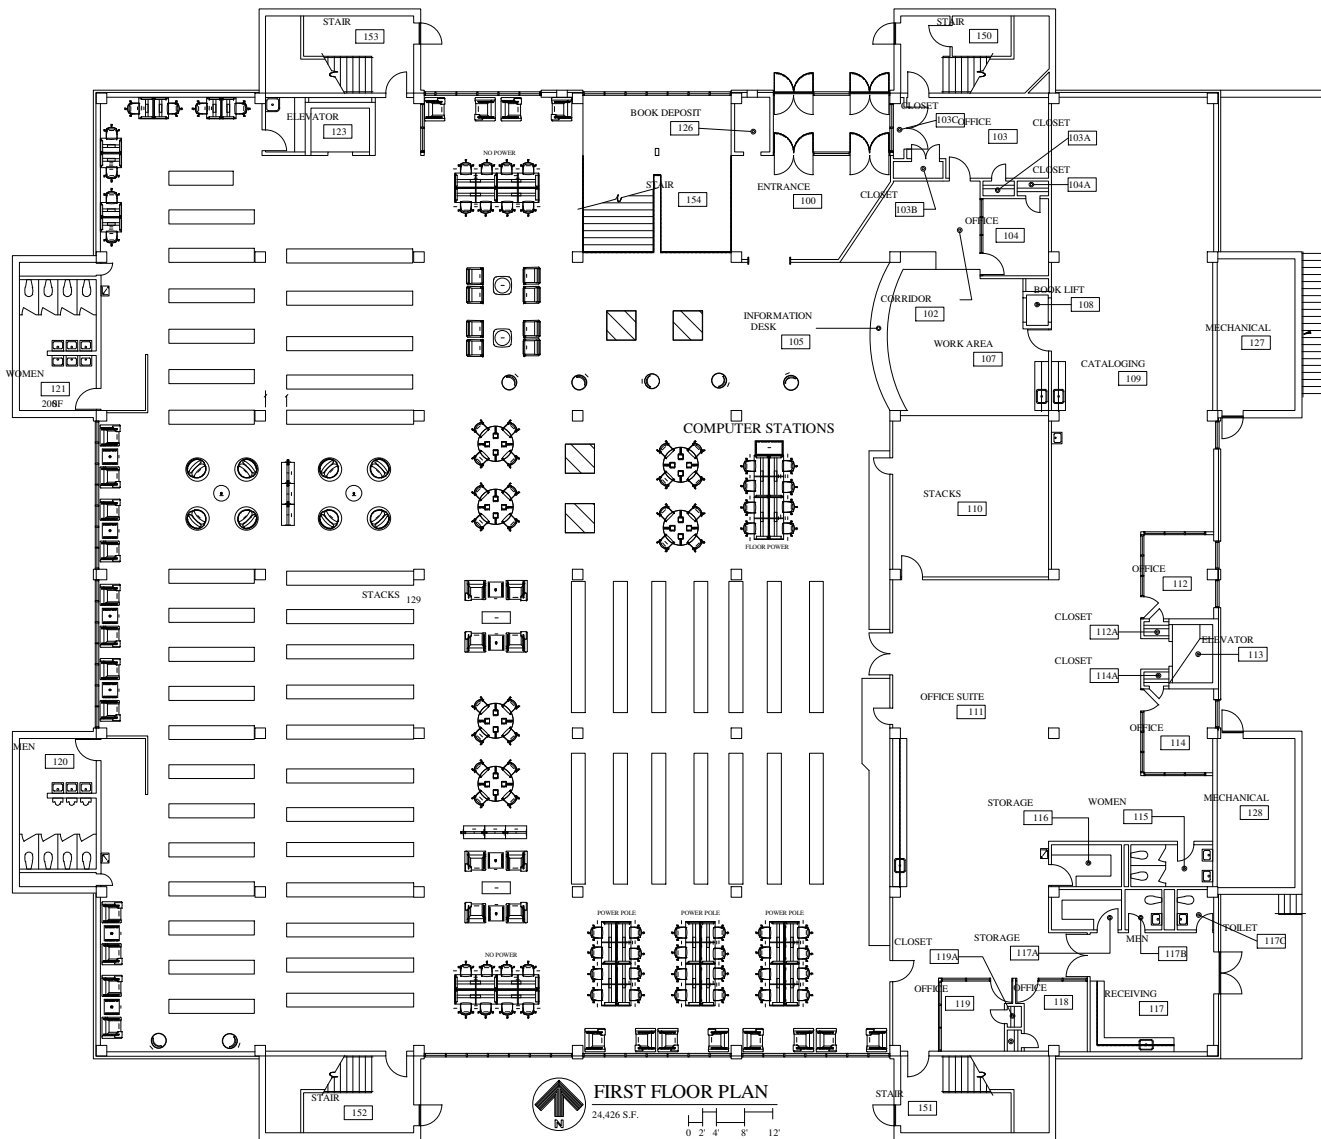 STAIR
153
STAIR
150
ELEVATOR
123
BOOK DEPOSIT
126
CLOSET
103C
OFFICE
103
CLOSET
103A
NO POWER
STAIR
154
ENTRANCE
100
CLOSET
103B
CLOSET
104A
OFFICE
104
CORRIDOR
102
BOOK LIFT
108
INFORMATION
DESK
105
WORK AREA
107
CATALOGING
109
MECHANICAL
127
WOMEN
121
COMPUTER STATIONS
FLOOR POWER
STACKS
110
OFFICE
112
STACKS
129
CLOSET
112A
ELEVATOR
113
CLOSET
114A
OFFICE SUITE
111
OFFICE
114
MEN
120
STORAGE
116
WOMEN
115
MECHANICAL
128
POWER POLE
POWER POLE
POWER POLE
NO POWER
CLOSET
119A
STORAGE
117A
MEN
117B
TOILET
117C
OFFICE
119
OFFICE
118
RECEIVING
117
STAIR
152
STAIR
151
N
FIRST FLOOR PLAN
24,426 S.F.
0 2' 4' 8' 12'